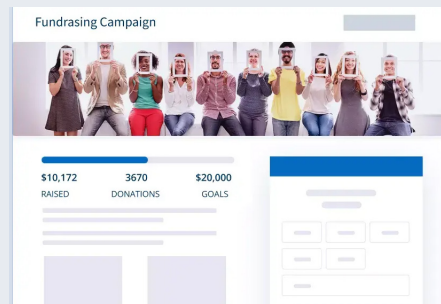 Fundrasing Campaign
$10,172 3670 $20,000
RAISED DONATIONS GOALS